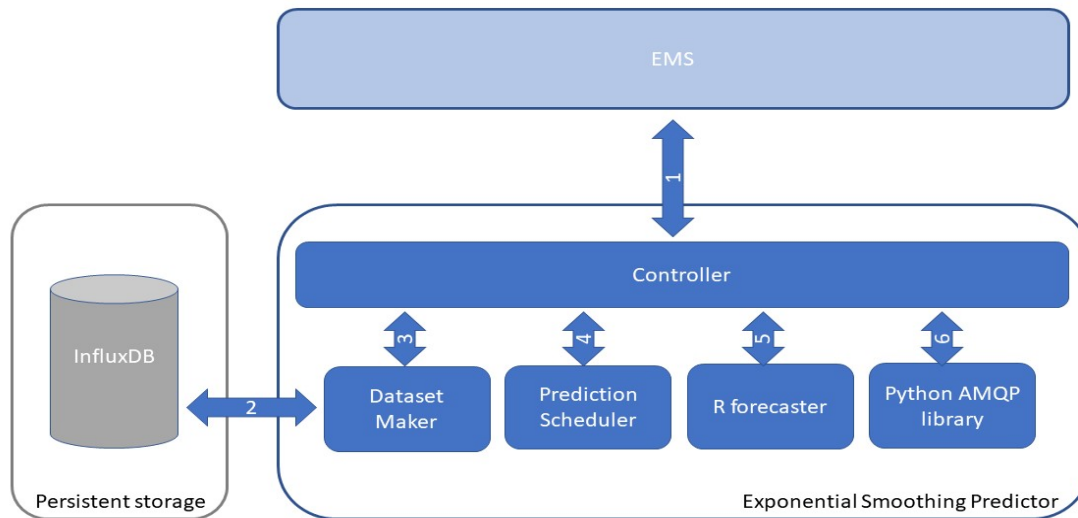 EMS
1
Controller
3
4
5
6
InfluxDB
Dataset
Maker
Prediction
Scheduler
R forecaster
Python AMQP
library
2
Persistent storage
Exponential Smoothing Predictor